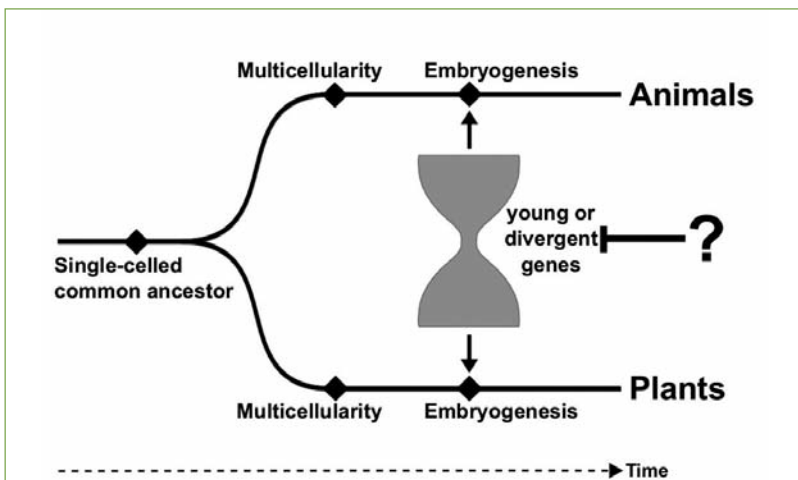 Multicellularity
Embryogenesis
Animals
Single-celled
common ancestor
young or
divergent
genes
?
Multicellularity
Embryogenesis
Plants
Time